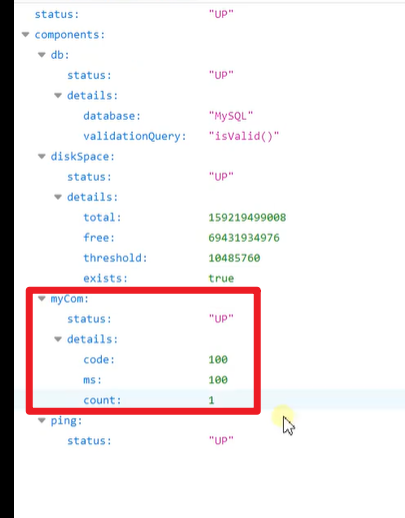 status: "UP"
components:
db:
status: "UP"
details:
database: "MySQL"
validationQuery: "isValid()"
diskSpace:
status: "UP"
details:
total: 159219499008
free: 69431934976
threshold: 10485760
exists: true
myCom:
status: "UP"
details:
code: 100
ms: 100
count: 1
ping:
status: "UP"